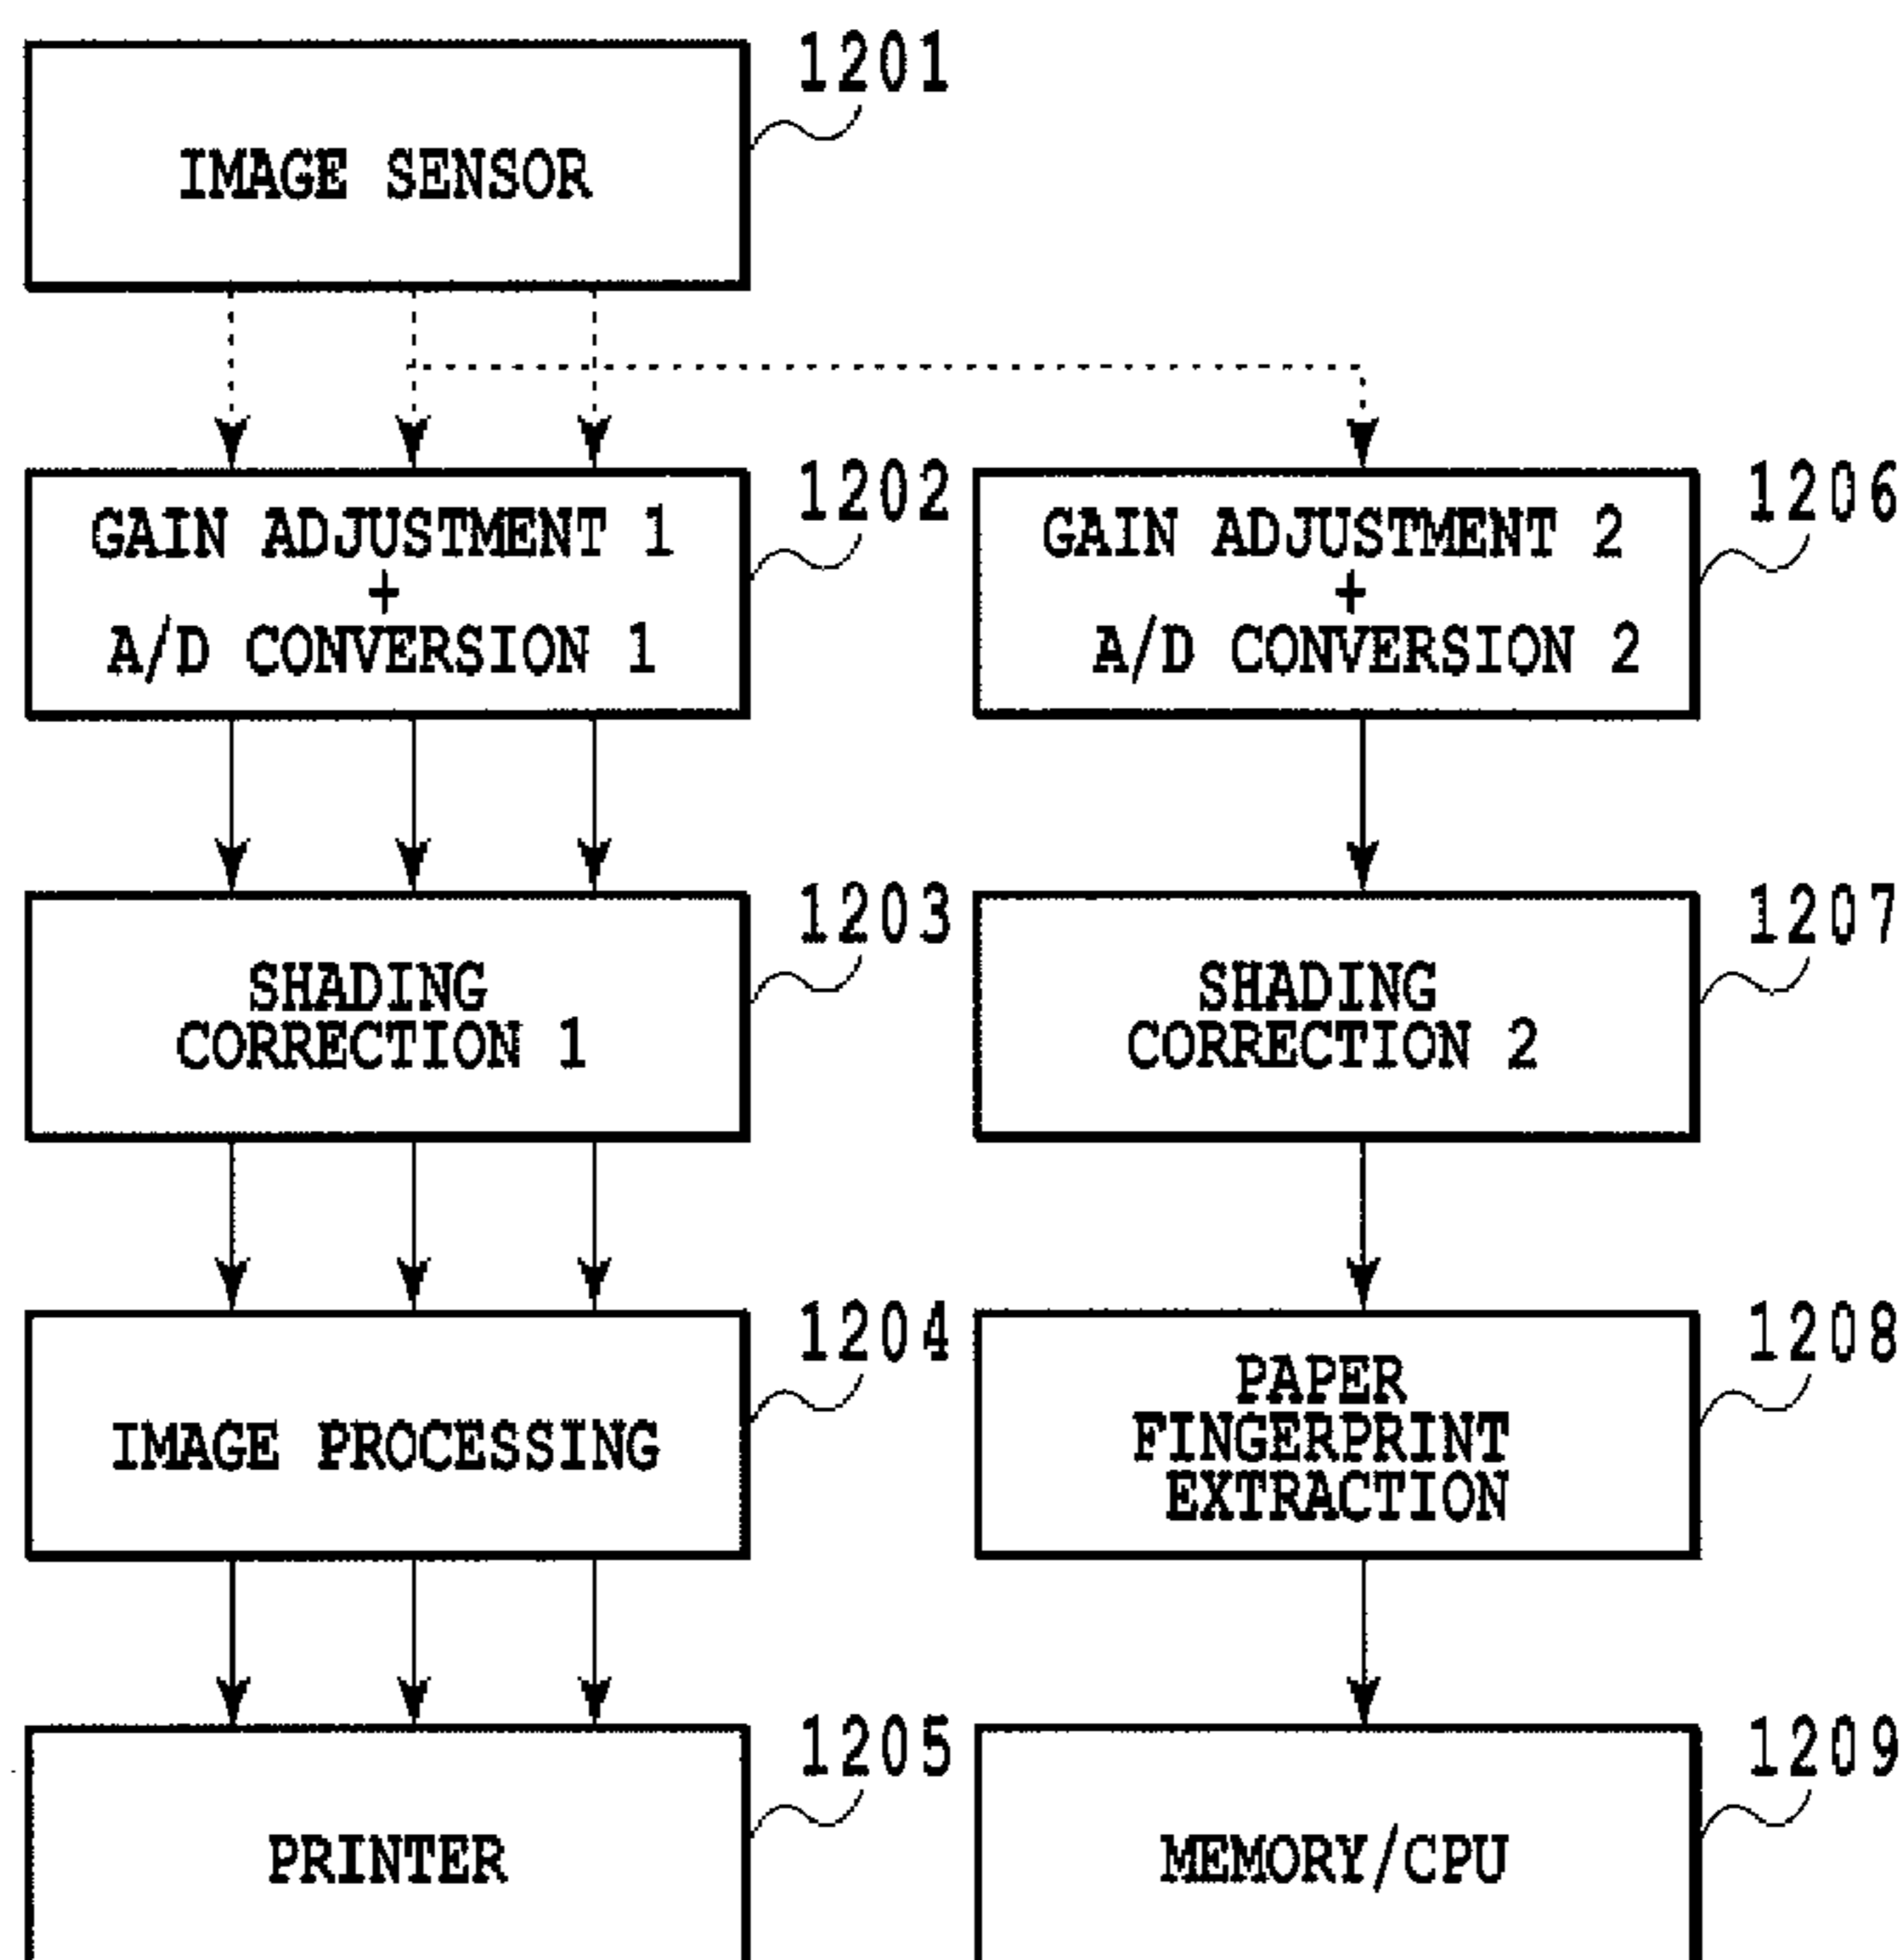 1201
IMAGE SENSOR
1202
GAIN ADJUSTMENT 1
+
A/D CONVERSION 1
1206
GAIN ADJUSTMENT 2
+
A/D CONVERSION 2
1203
SHADING
CORRECTION 1
1207
SHADING
CORRECTION 2
1204
IMAGE PROCESSING
1208
PAPER
FINGERPRINT
EXTRACTION
1205
PRINTER
1209
MEMORY/CPU